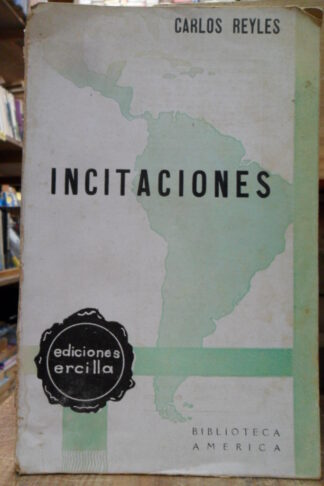 CARLOS REYLES
INCITACIONES
ediciones
ercilla
BIBLIOTECA
AMERICA